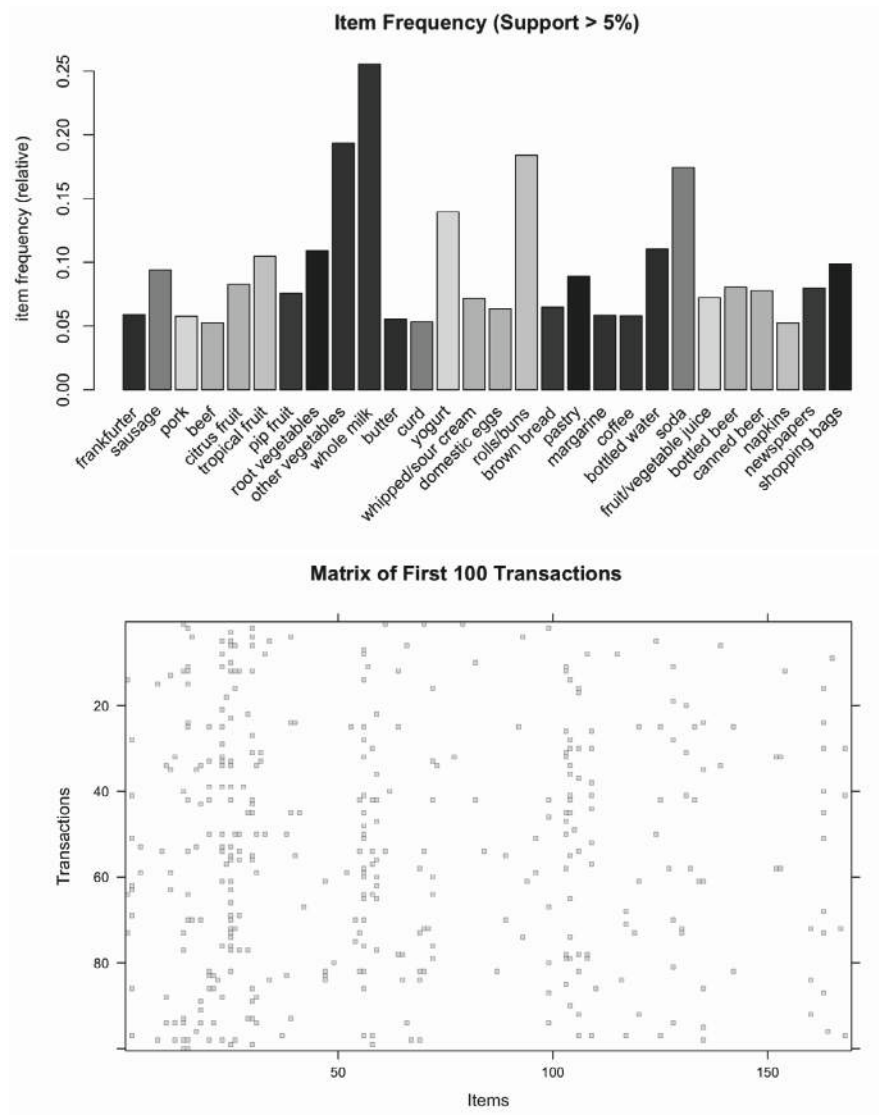 Item Frequency (Support > 5%)
item frequency (relative)
0.25
0.20
0.15
0.10
0.05
0.00
frankfurter
sausage
pork
beef
citrus fruit
tropical fruit
pip fruit
root vegetables
other vegetables
whole milk
butter
curd
yogurt
whipped/sour cream
domestic eggs
rolls/buns
brown bread
pastry
margarine
coffee
bottled water
soda
fruit/vegetable juice
bottled beer
canned beer
napkins
newspapers
shopping bags
Matrix of First 100 Transactions
Transactions
20
40
60
80
50
100
150
Items